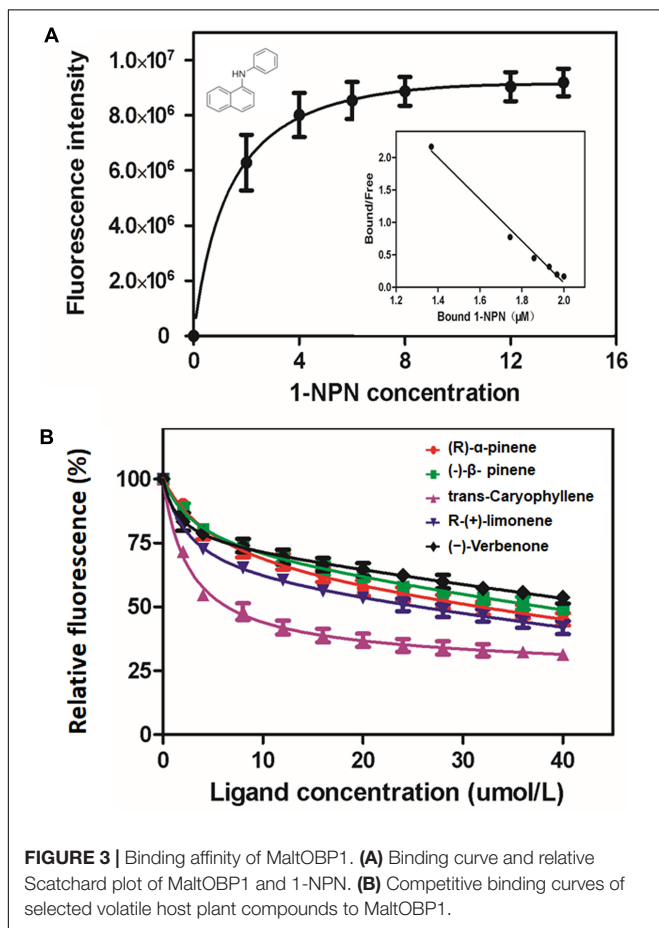 A
Fluorescence intensity
1.0×10⁷
8.0×10⁶
6.0×10⁶
4.0×10⁶
2.0×10⁶
0
HN
Bound/Free
2.0
1.5
1.0
0.5
0.0
1.2 1.4 1.6 1.8 2.0
Bound 1-NPN (μM)
0 4 8 12 16
1-NPN concentration
B
Relative fluorescence (%)
100
75
50
25
0
(R)-α-pinene
(-)-β- pinene
trans-Caryophyllene
R-(+)-limonene
(−)-Verbenone
0 10 20 30 40
Ligand concentration (umol/L)
FIGURE 3 | Binding affinity of MaltOBP1. (A) Binding curve and relative
Scatchard plot of MaltOBP1 and 1-NPN. (B) Competitive binding curves of
selected volatile host plant compounds to MaltOBP1.